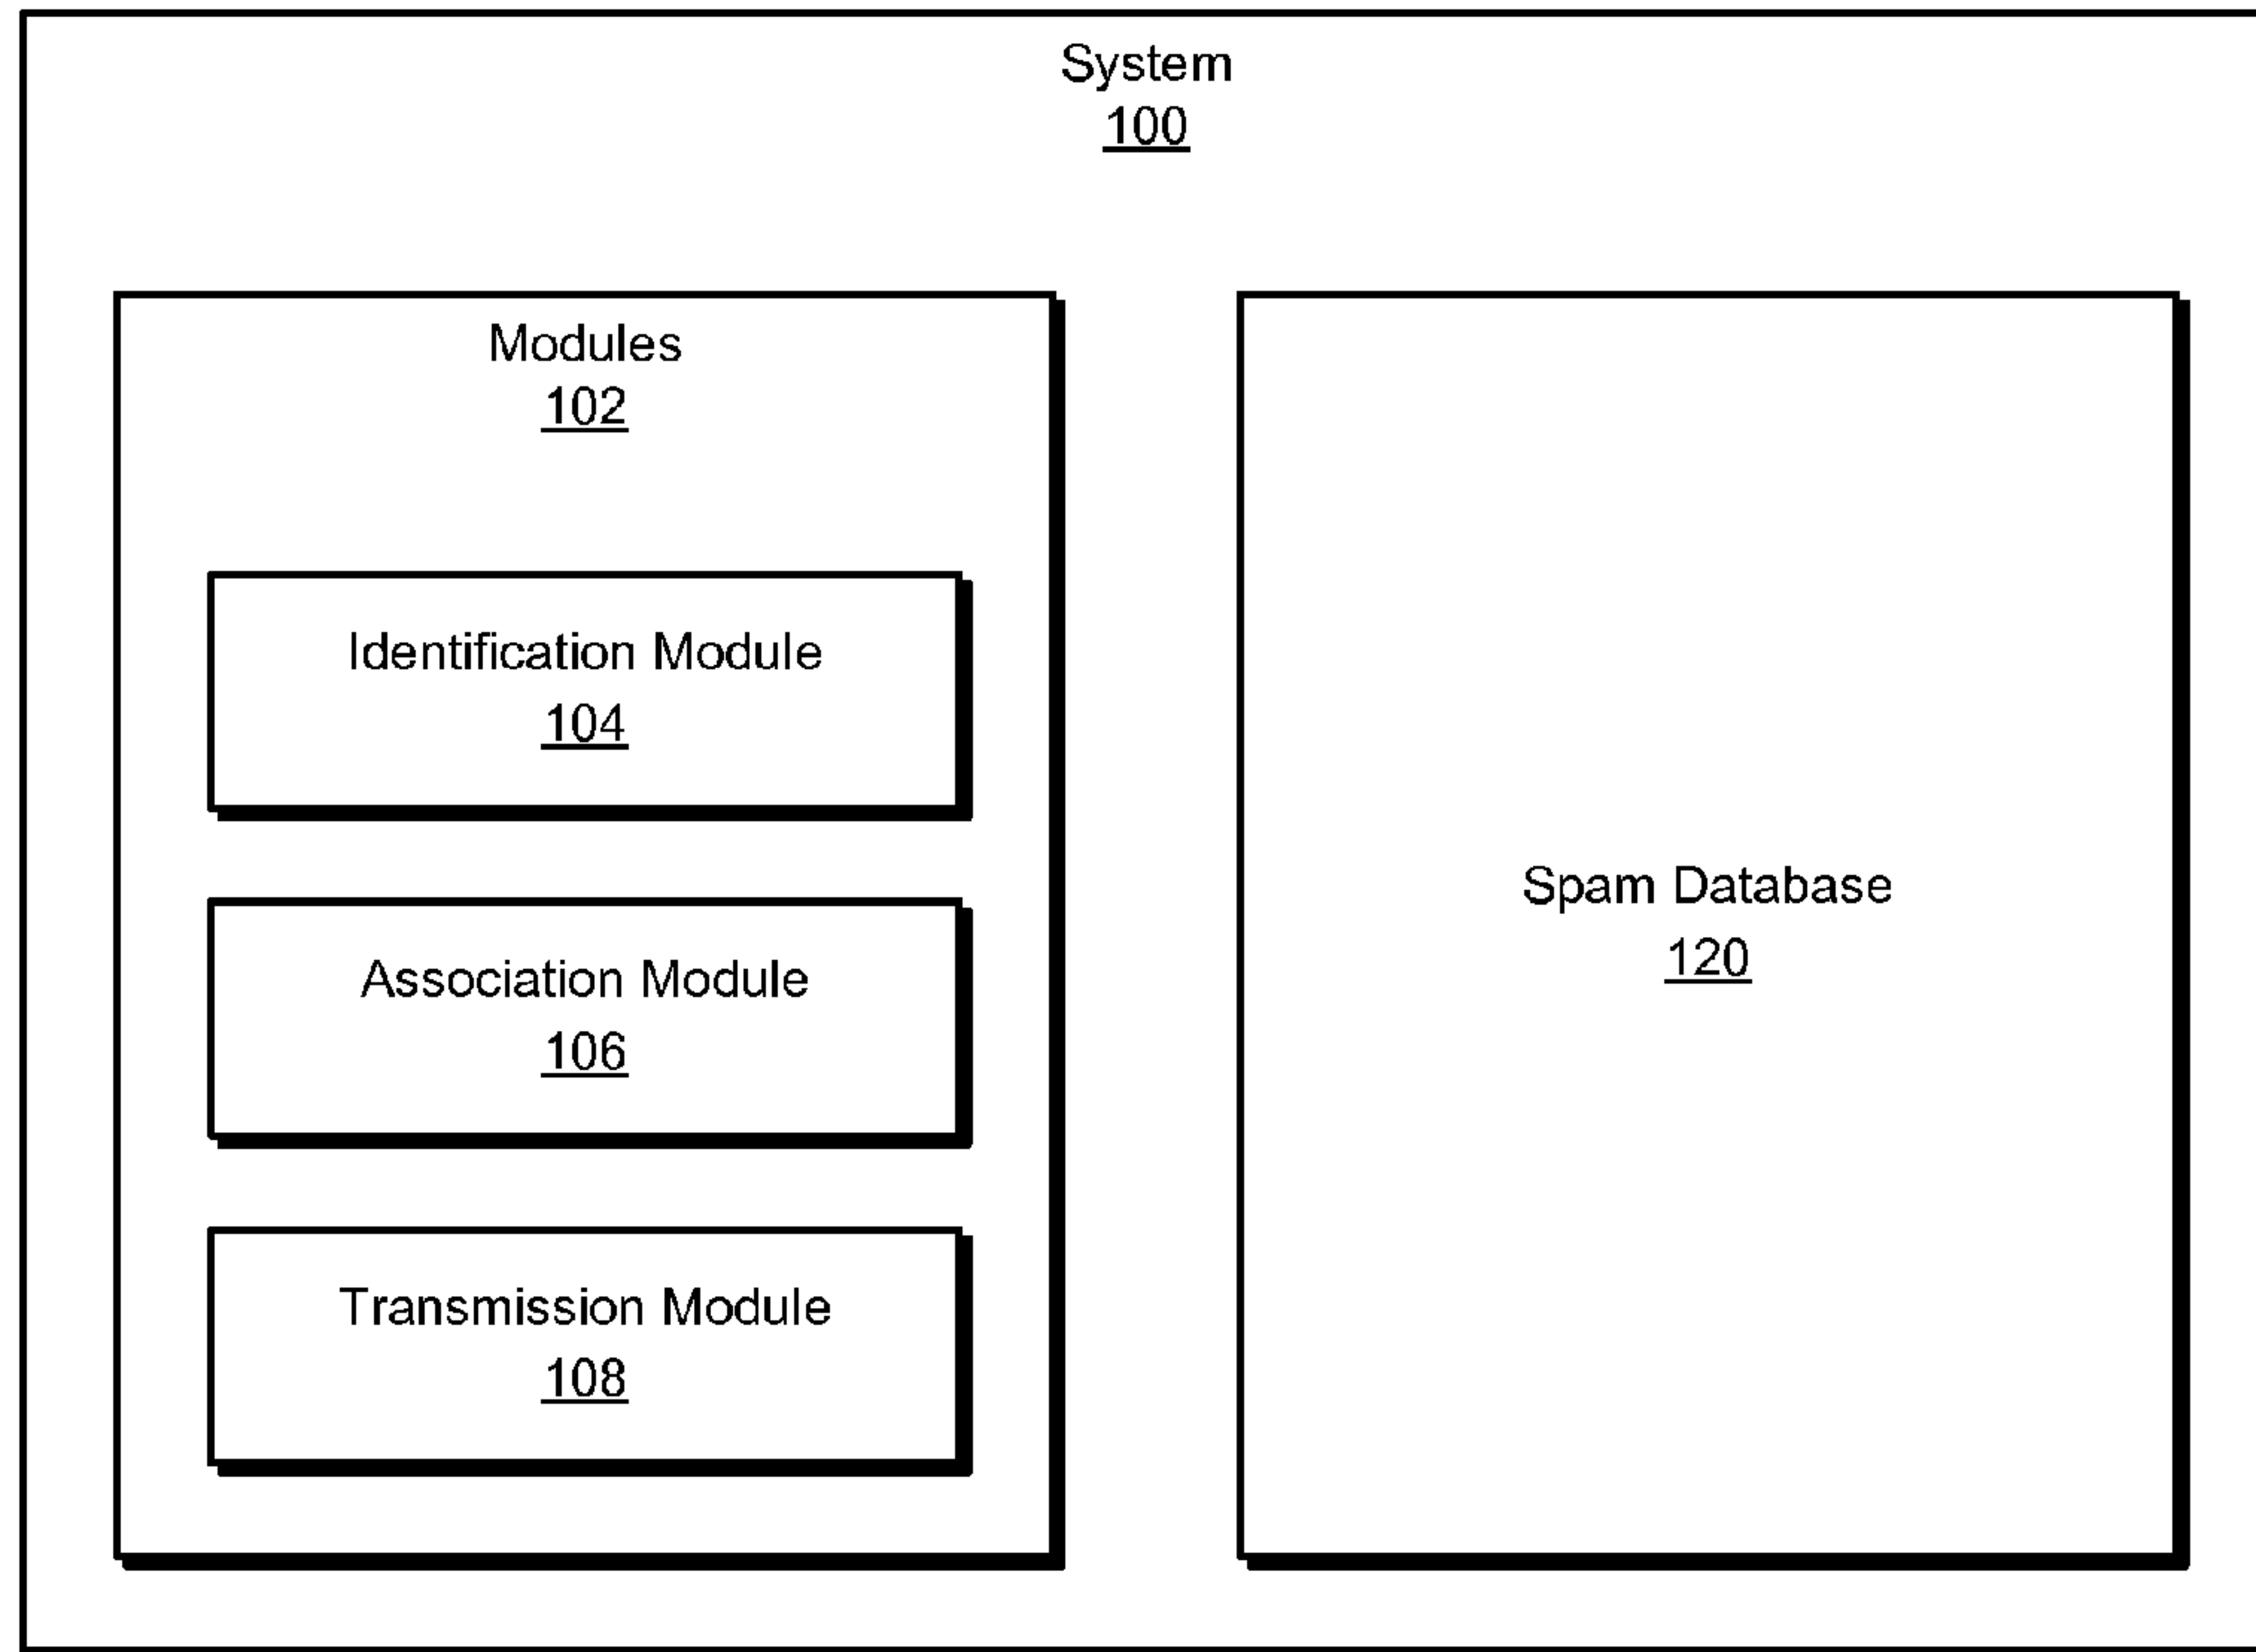 System
100
Modules
102
Identification Module
104
Association Module
106
Transmission Module
108
Spam Database
120